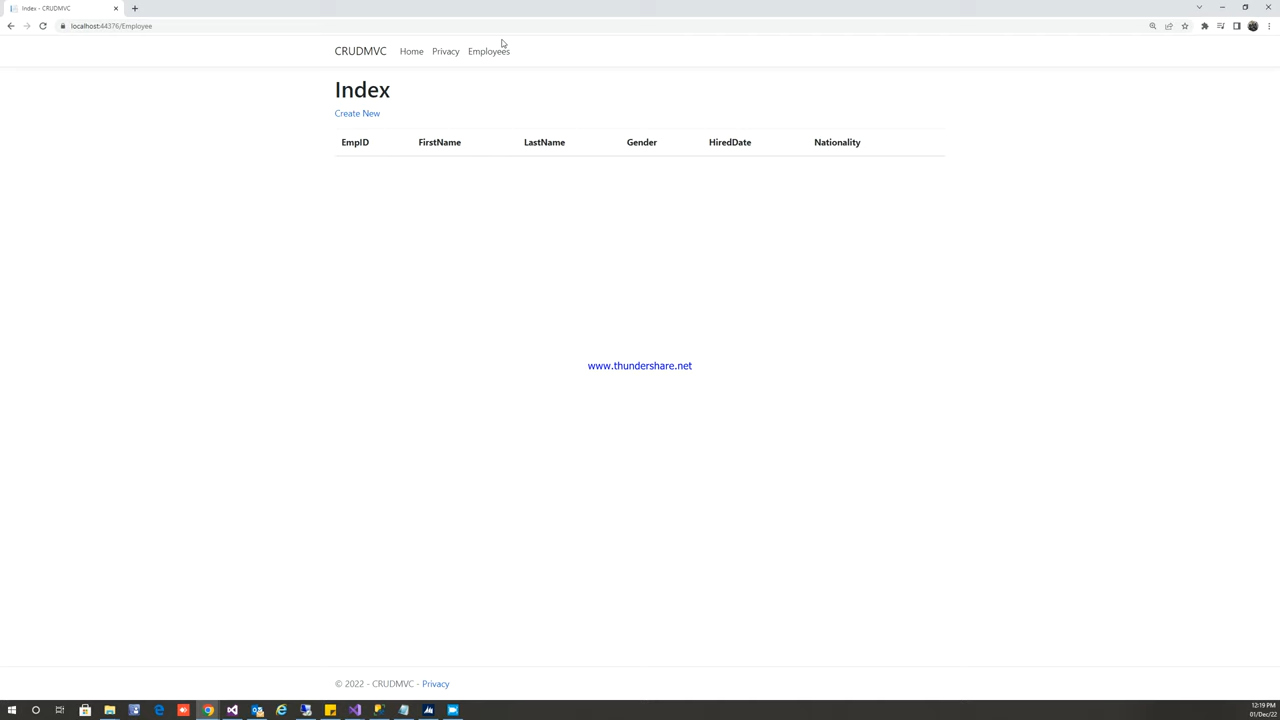 Index - CRUDMVC
localhost:44376/Employee
CRUDMVC Home Privacy Employees
Index
Create New
EmpID FirstName LastName Gender HiredDate Nationality
www.thundershare.net
© 2022 - CRUDMVC - Privacy
12:19 PM
01/Dec/22